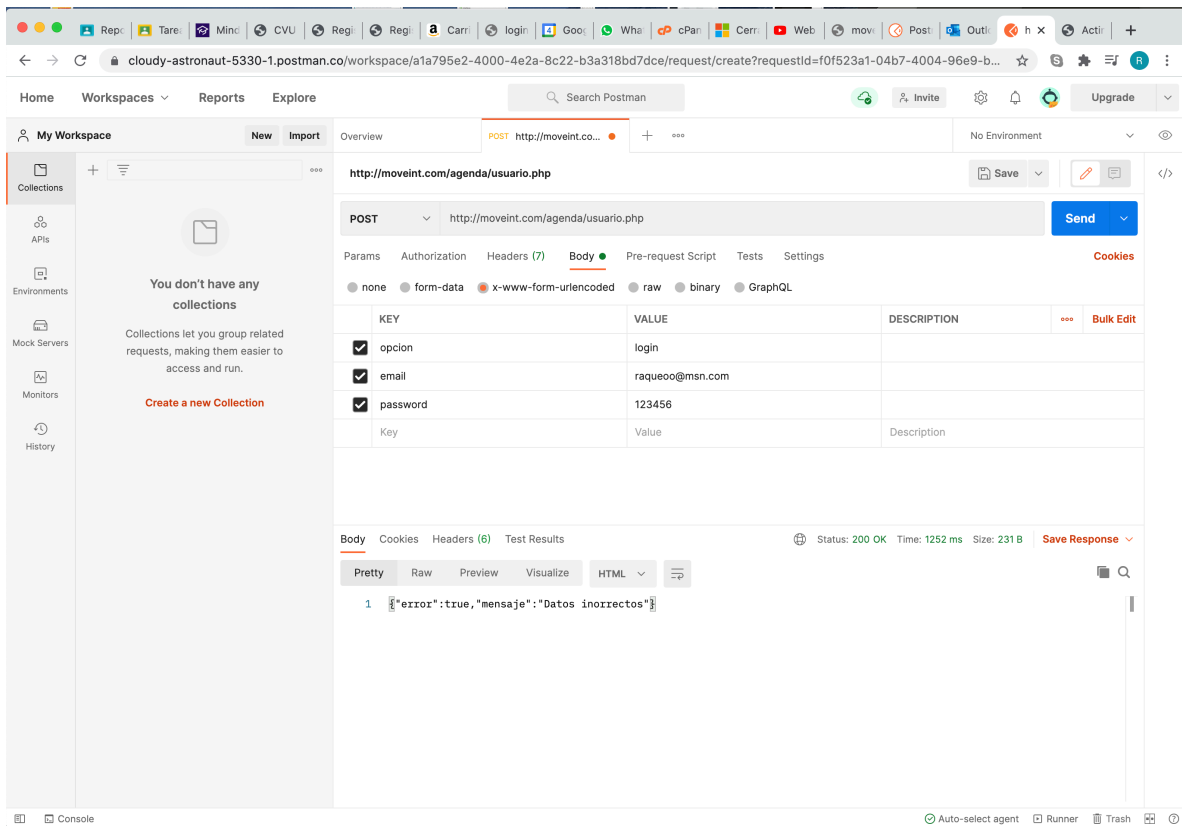 Repo
Tare
Mind
CVU
Regi
Regi
Carri
login
4
Goog
Wha
cPan
Cerr
Web
move
Post
Outlo
h
Actin
cloudy-astronaut-5330-1.postman.co/workspace/a1a795e2-4000-4e2a-8c22-b3a318bd7dce/request/create?requestId=f0f523a1-04b7-4004-96e9-b...
R
Home
Workspaces
Reports
Explore
Search Postman
Invite
Upgrade
My Workspace
New
Import
Overview
POST http://moveint.co...
No Environment
Collections
APIs
Environments
Mock Servers
Monitors
History
You don't have any
collections
Collections let you group related
requests, making them easier to
access and run.
Create a new Collection
http://moveint.com/agenda/usuario.php
Save
</>
POST
http://moveint.com/agenda/usuario.php
Send
Params
Authorization
Headers (7)
Body
Pre-request Script
Tests
Settings
Cookies
none
form-data
x-www-form-urlencoded
raw
binary
GraphQL
KEY
VALUE
DESCRIPTION
Bulk Edit
opcion
login
email
raqueoo@msn.com
password
123456
Key
Value
Description
Body
Cookies
Headers (6)
Test Results
Status: 200 OK
Time: 1252 ms
Size: 231 B
Save Response
Pretty
Raw
Preview
Visualize
HTML
1
{"error":true,"mensaje":"Datos inorrectos"}
Console
Auto-select agent
Runner
Trash